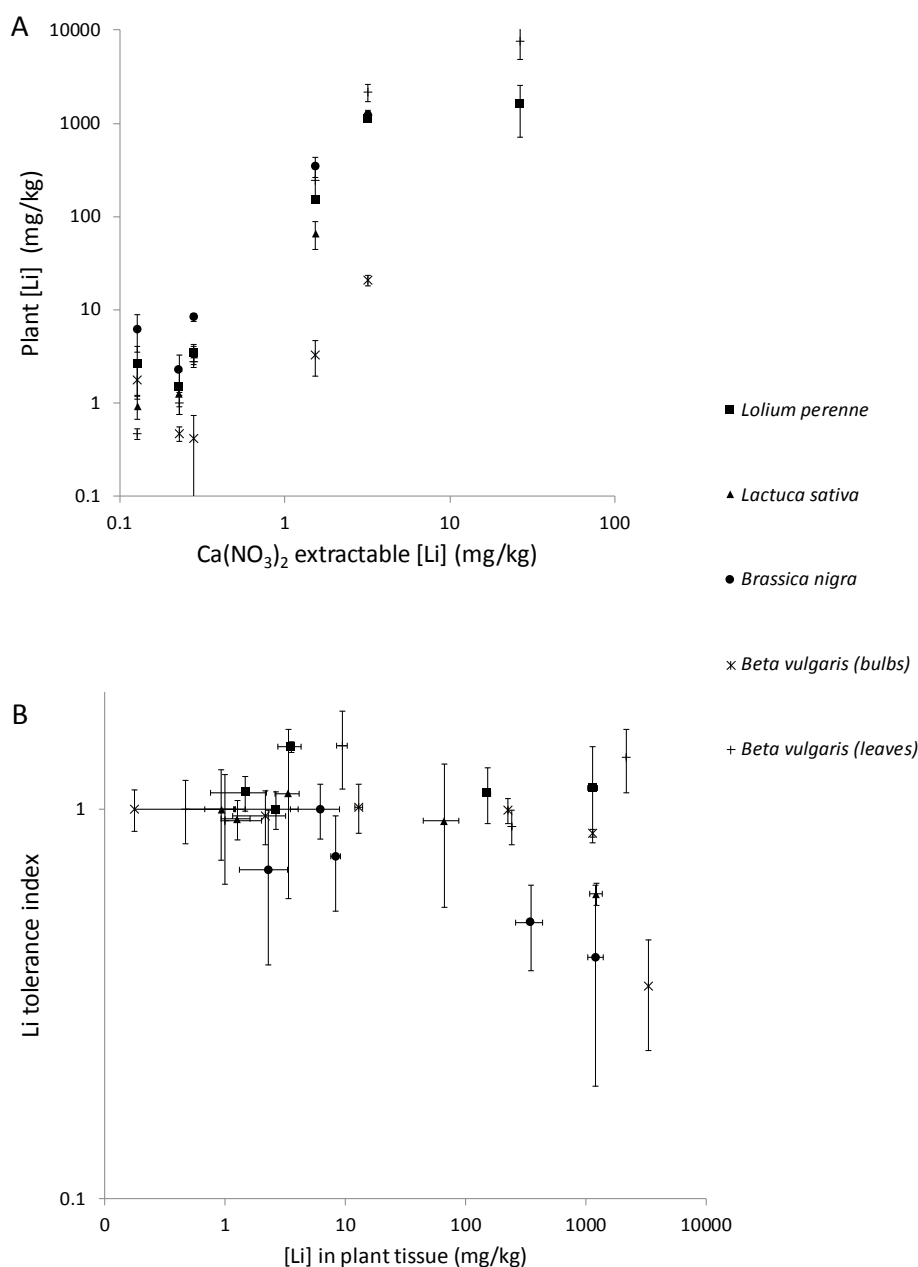 A
10000
1000
100
10
1
0.1
Plant [Li] (mg/kg)
0.1 1 10 100
Ca(NO3)2 extractable [Li] (mg/kg)
Lolium perenne
Lactuca sativa
Brassica nigra
Beta vulgaris (bulbs)
Beta vulgaris (leaves)
B
1
0.1
Li tolerance index
0 1 10 100 1000 10000
[Li] in plant tissue (mg/kg)